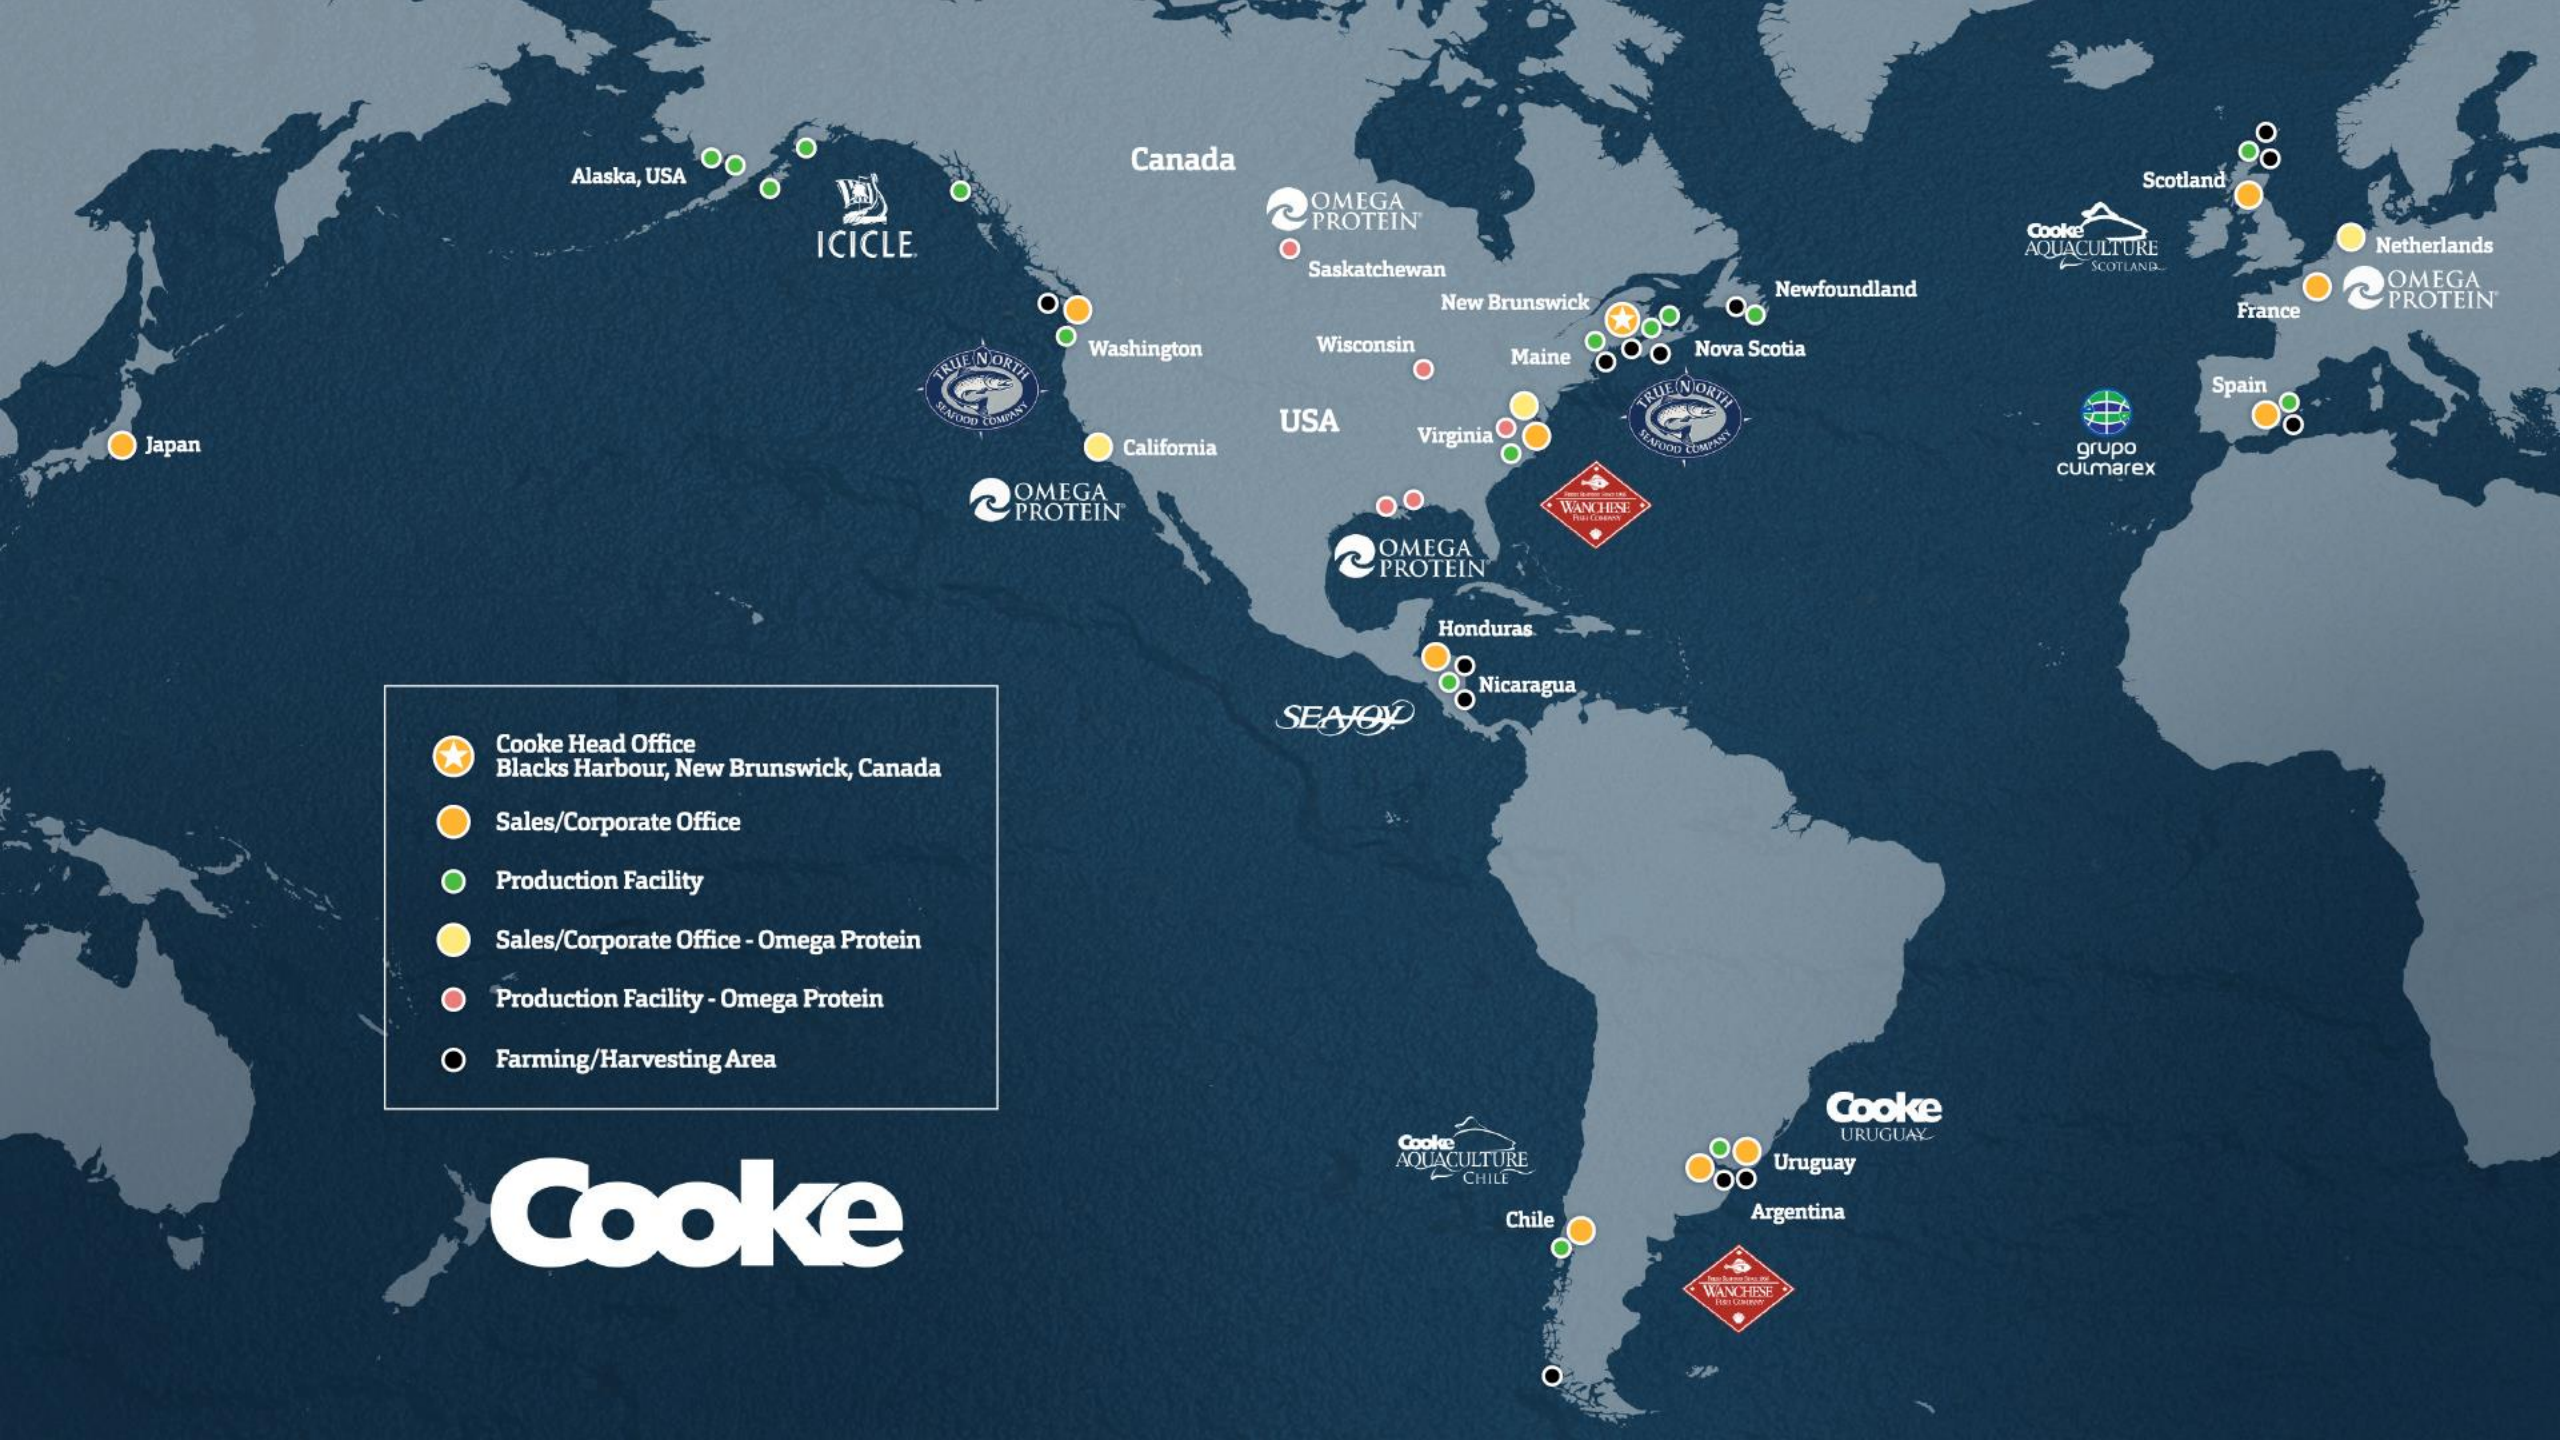 Canada
Alaska, USA
ICICLE
OMEGA
PROTEIN
Saskatchewan
New Brunswick
Newfoundland
Washington
Wisconsin
Maine
Nova Scotia
TRUE NORTH
SEAFOOD COMPANY
TRUE NORTH
SEAFOOD COMPANY
USA
Virginia
California
Japan
OMEGA
PROTEIN
WANCHESE
FISH COMPANY
OMEGA
PROTEIN
Scotland
Cooke
AQUACULTURE
SCOTLAND
Netherlands
OMEGA
PROTEIN
France
Spain
grupo
culmarex
Honduras
Nicaragua
SEAJOY
Cooke Head Office
Blacks Harbour, New Brunswick, Canada
Sales/Corporate Office
Production Facility
Sales/Corporate Office - Omega Protein
Production Facility - Omega Protein
Farming/Harvesting Area
Cooke
Cooke
URUGUAY
Cooke
AQUACULTURE
CHILE
Uruguay
Argentina
Chile
WANCHESE
FISH COMPANY